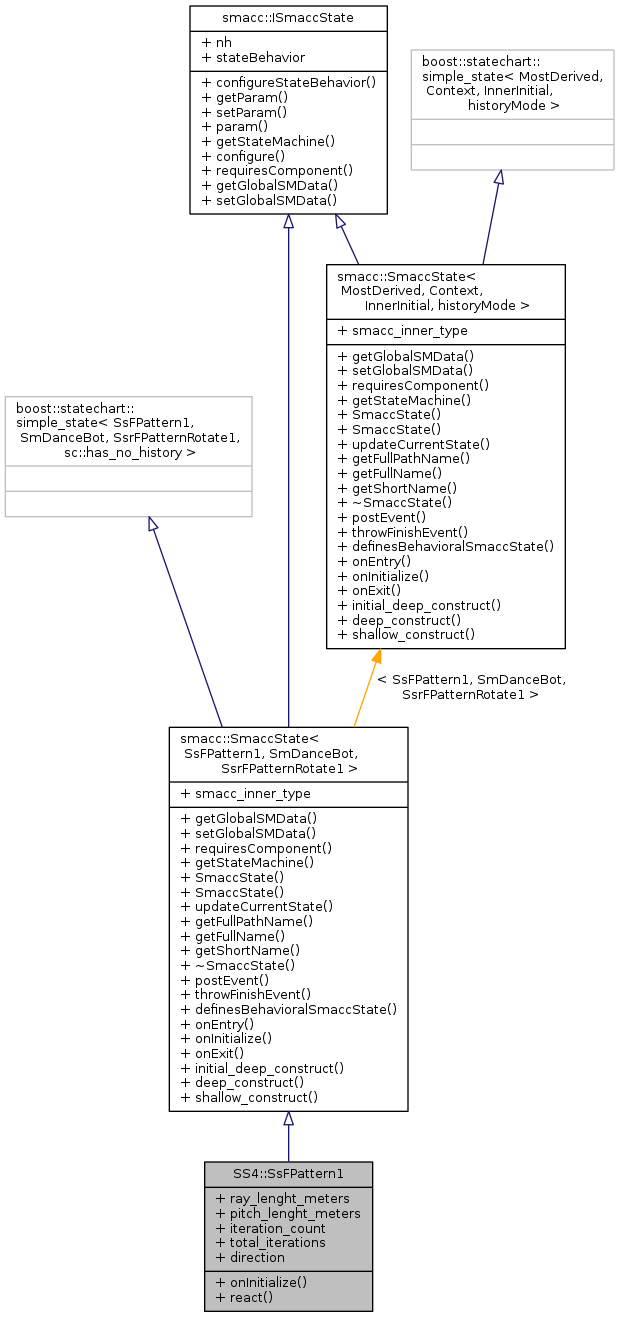 smacc::ISmaccState
+ nh
+ stateBehavior
+ configureStateBehavior()
+ getParam()
+ setParam()
+ param()
+ getStateMachine()
+ configure()
+ requiresComponent()
+ getGlobalSMData()
+ setGlobalSMData()
boost::statechart::
simple_state< MostDerived,
Context, InnerInitial,
historyMode >
smacc::SmaccState<
MostDerived, Context,
InnerInitial, historyMode >
+ smacc_inner_type
+ getGlobalSMData()
+ setGlobalSMData()
+ requiresComponent()
+ getStateMachine()
+ SmaccState()
+ SmaccState()
+ updateCurrentState()
+ getFullPathName()
+ getFullName()
+ getShortName()
+ ~SmaccState()
+ postEvent()
+ throwFinishEvent()
+ definesBehavioralSmaccState()
+ onEntry()
+ onInitialize()
+ onExit()
+ initial_deep_construct()
+ deep_construct()
+ shallow_construct()
boost::statechart::
simple_state< SsFPattern1,
SmDanceBot, SsrFPatternRotate1,
sc::has_no_history >
< SsFPattern1, SmDanceBot,
SsrFPatternRotate1 >
smacc::SmaccState<
SsFPattern1, SmDanceBot,
SsrFPatternRotate1 >
+ smacc_inner_type
+ getGlobalSMData()
+ setGlobalSMData()
+ requiresComponent()
+ getStateMachine()
+ SmaccState()
+ SmaccState()
+ updateCurrentState()
+ getFullPathName()
+ getFullName()
+ getShortName()
+ ~SmaccState()
+ postEvent()
+ throwFinishEvent()
+ definesBehavioralSmaccState()
+ onEntry()
+ onInitialize()
+ onExit()
+ initial_deep_construct()
+ deep_construct()
+ shallow_construct()
SS4::SsFPattern1
+ ray_lenght_meters
+ pitch_lenght_meters
+ iteration_count
+ total_iterations
+ direction
+ onInitialize()
+ react()